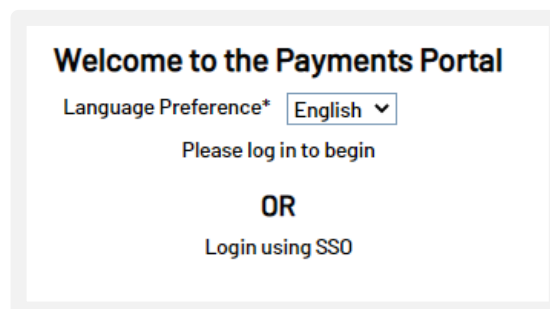 Welcome to the Payments Portal
Language Preference* English
Please log in to begin
OR
Login using SSO